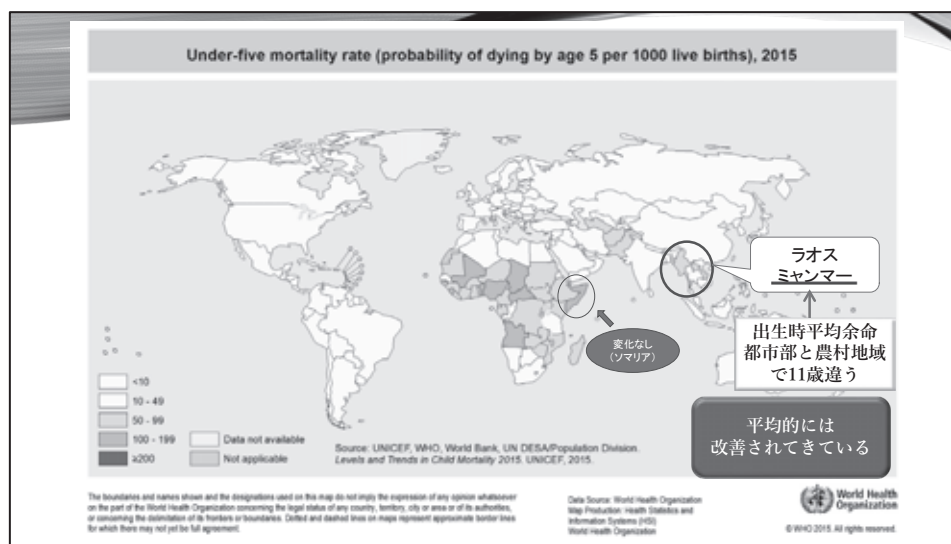 Under-five mortality rate (probability of dying by age 5 per 1000 live births), 2015
ラオス
ミャンマー
出生時平均余命
都市部と農村地域
で11歳違う
変化なし
(ソマリア)
平均的には
改善されてきている
<10
10 - 49
50 - 99
100 - 199
≥200
Data not available
Not applicable
Source: UNICEF, WHO, World Bank, UN DESA/Population Division.
Levels and Trends in Child Mortality 2015. UNICEF, 2015.
The boundaries and names shown and the designations used on this map do not imply the expression of any opinion whatsoever
on the part of the World Health Organization concerning the legal status of any country, territory, city or area or of its authorities,
or concerning the delimitation of its frontiers or boundaries. Dotted and dashed lines on maps represent approximate border lines
for which there may not yet be full agreement.
Data Source: World Health Organization
Map Production: Health Statistics and
Information Systems (HSI)
World Health Organization
World Health
Organization
© WHO 2015. All rights reserved.